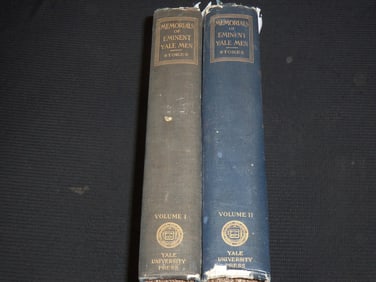 MEMORIALS
OF
EMINENT
YALE MEN
STOKES
VOLUME I
YALE
UNIVERSITY
PRESS
MEMORIALS
OF
EMINENT
YALE MEN
STOKES
VOLUME II
YALE
UNIVERSITY
PRESS